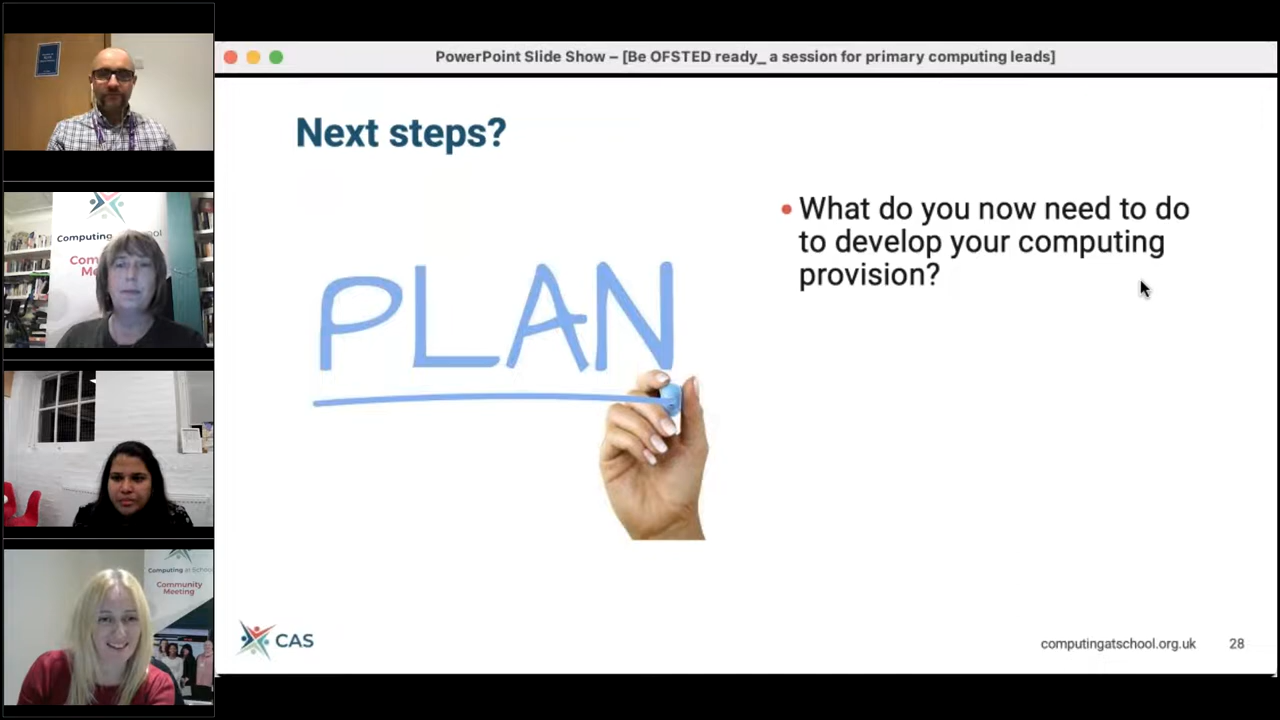 PowerPoint Slide Show – [Be OFSTED ready_ a session for primary computing leads]
Next steps?
• What do you now need to do
to develop your computing
provision?
PLAN
CAS
computingatschool.org.uk
28
Computing
Computing at School
Community
Meeting